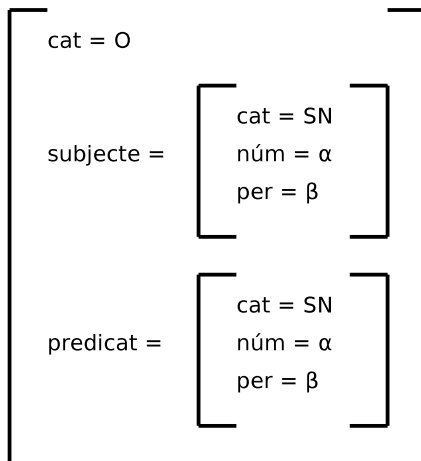 cat = O
cat = SN
subjecte = núm = α
per = β
cat = SN
predicat = núm = α
per = β